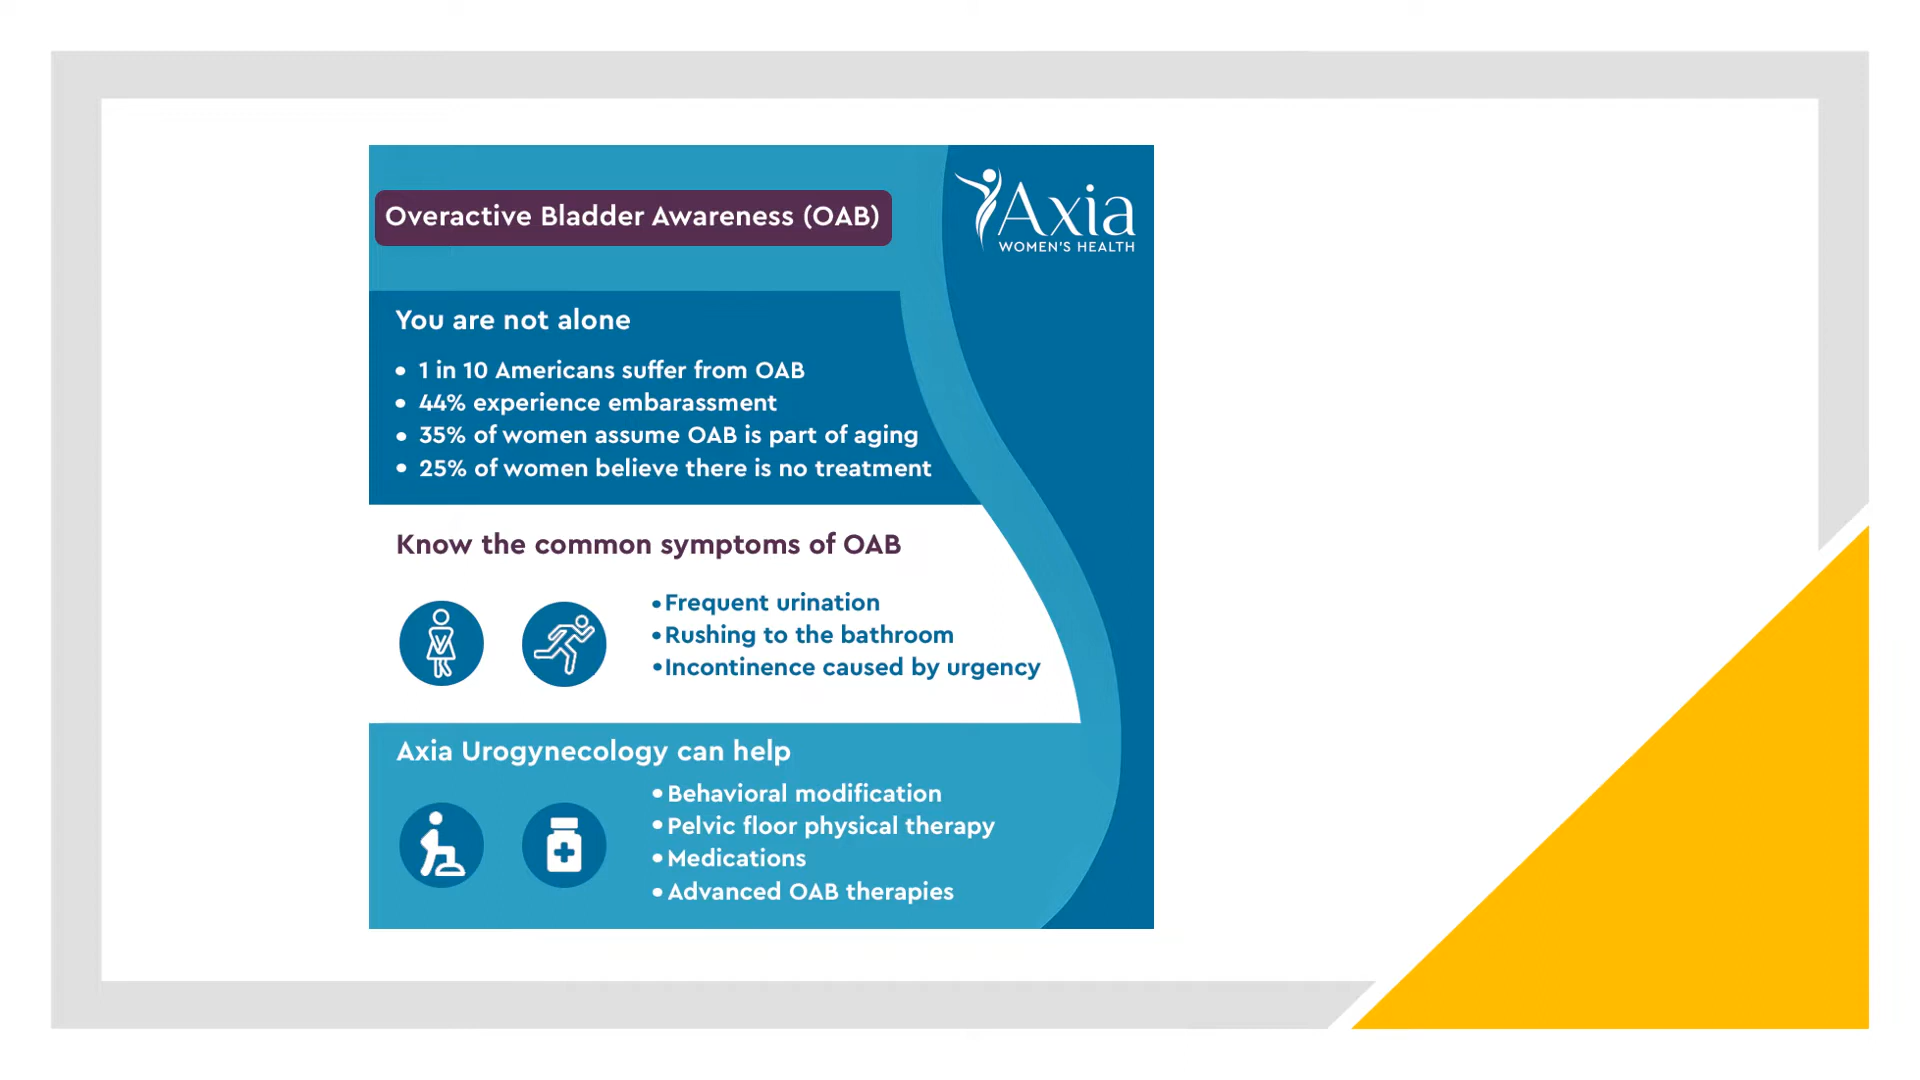 Overactive Bladder Awareness (OAB)
Axia
WOMEN'S HEALTH
You are not alone
• 1 in 10 Americans suffer from OAB
• 44% experience embarassment
• 35% of women assume OAB is part of aging
• 25% of women believe there is no treatment
Know the common symptoms of OAB
• Frequent urination
• Rushing to the bathroom
• Incontinence caused by urgency
Axia Urogynecology can help
• Behavioral modification
• Pelvic floor physical therapy
• Medications
• Advanced OAB therapies